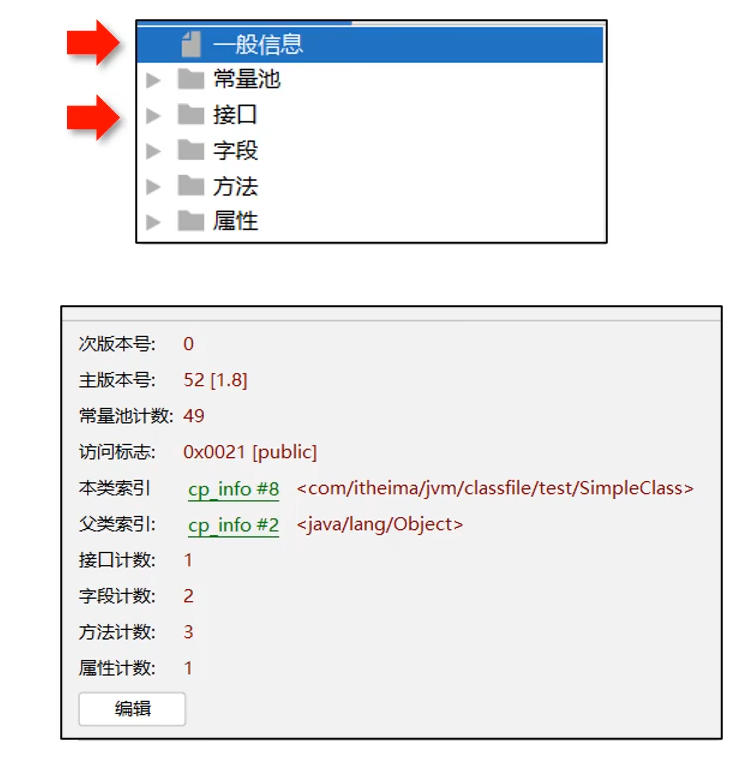 一般信息
常量池
接口
字段
方法
属性
次版本号: 0
主版本号: 52 [1.8]
常量池计数: 49
访问标志: 0x0021 [public]
本类索引 cp_info #8 <com/itheima/jvm/classfile/test/SimpleClass>
父类索引: cp_info #2 <java/lang/Object>
接口计数: 1
字段计数: 2
方法计数: 3
属性计数: 1
编辑